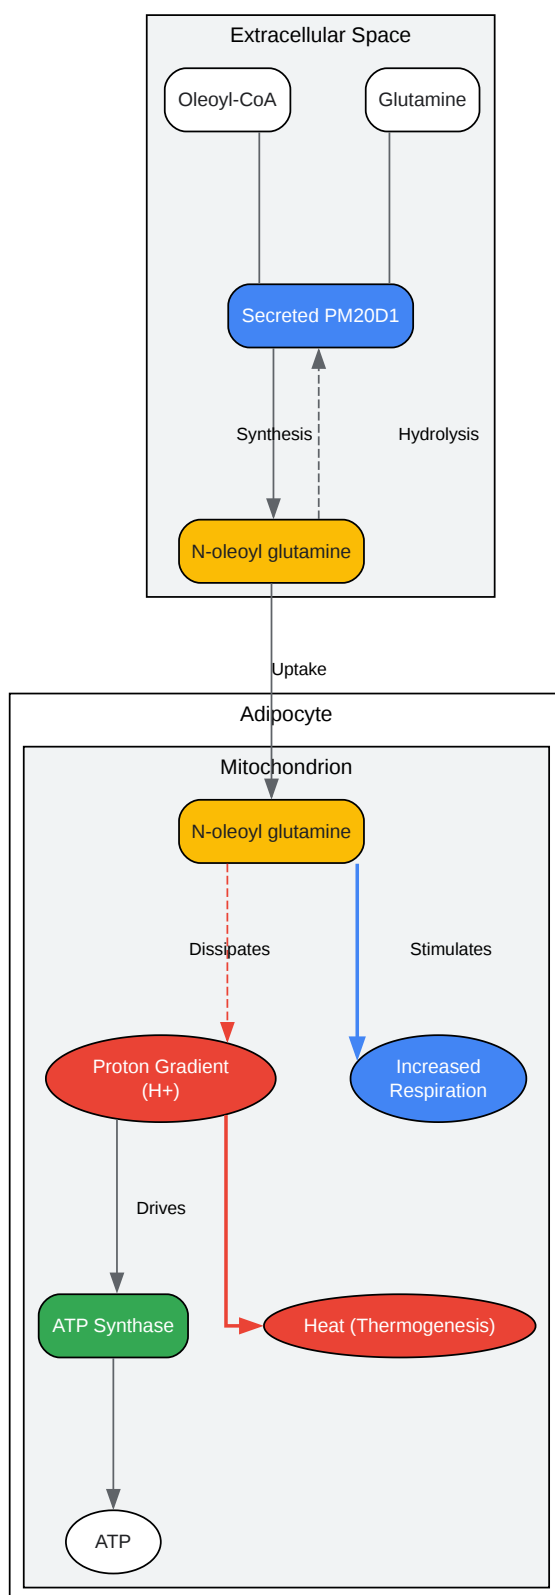 Extracellular Space
Oleoyl-CoA
Glutamine
Secreted PM20D1
Synthesis
Hydrolysis
N-oleoyl glutamine
Uptake
Adipocyte
Mitochondrion
N-oleoyl glutamine
Dissipates
Stimulates
Proton Gradient
(H+)
Increased
Respiration
Drives
ATP Synthase
Heat (Thermogenesis)
ATP